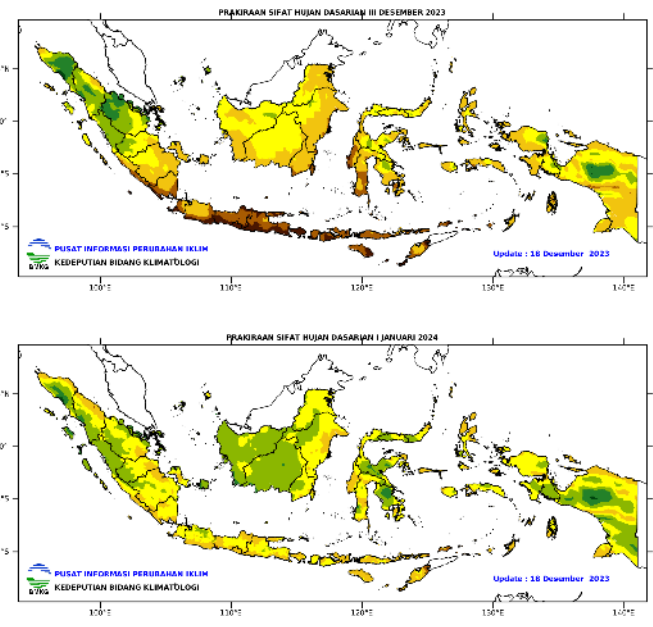 PRAKIRAAN SIFAT HUJAN DASARIAN III DESEMBER 2023
PUSAT INFORMASI PERUBAHAN IKLIM
KEDEPUTIAN BIDANG KLIMATOLOGI
BMKG
Update : 18 Desember 2023
100°E 110°E 120°E 130°E 140°E
PRAKIRAAN SIFAT HUJAN DASARIAN I JANUARI 2024
PUSAT INFORMASI PERUBAHAN IKLIM
KEDEPUTIAN BIDANG KLIMATOLOGI
BMKG
Update : 18 Desember 2023
100°E 110°E 120°E 130°E 140°E